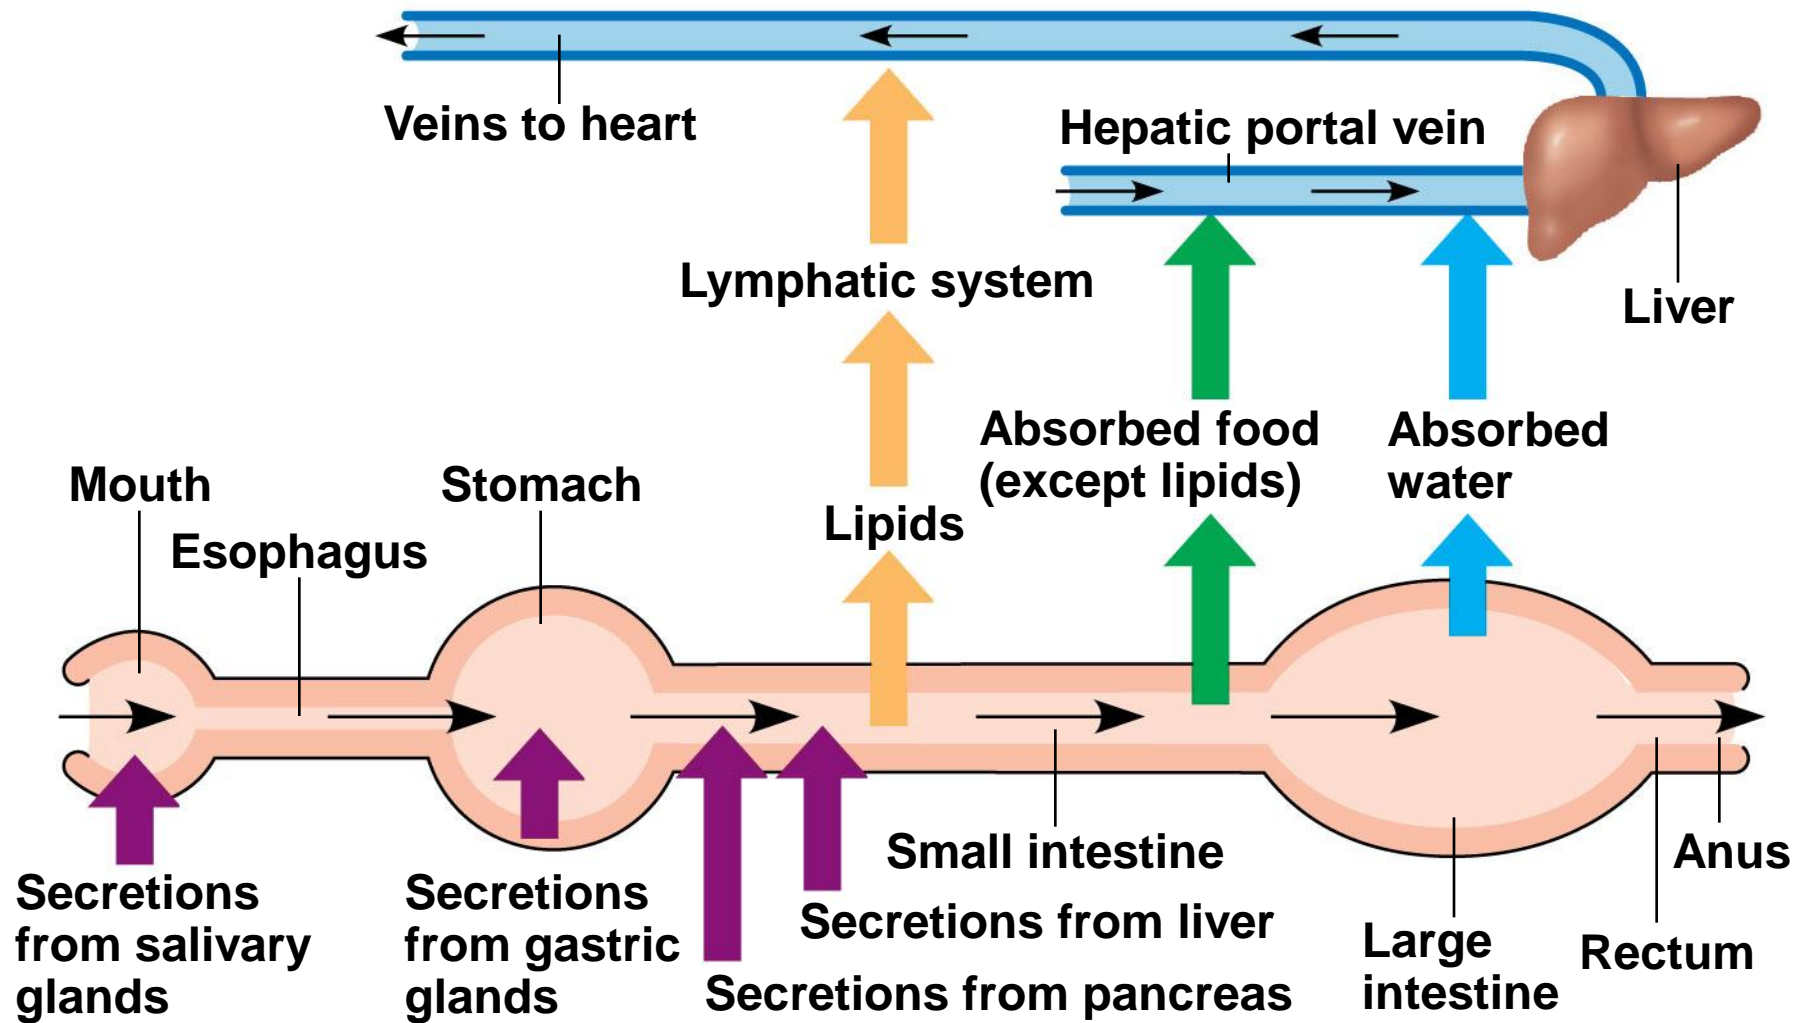 Veins to heart
Hepatic portal vein
Lymphatic system
Liver
Absorbed food
(except lipids)
Absorbed
water
Mouth
Stomach
Lipids
Esophagus
Small intestine
Anus
Secretions
from salivary
glands
Secretions
from gastric
glands
Secretions from liver
Secretions from pancreas
Large
intestine
Rectum